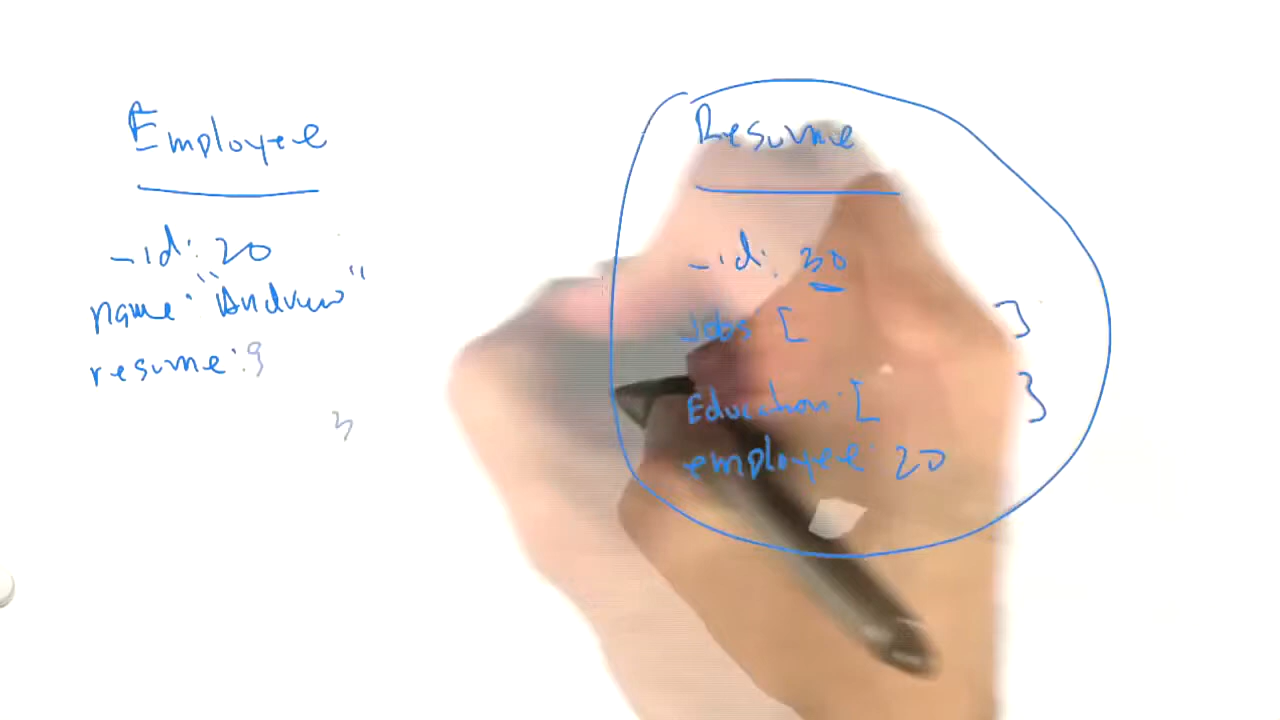 Employee
_id: 20
name: "Andrew"
resume: {
}
Resume
_id: 30
Jobs [ ]
Education: [ ]
employee: 20